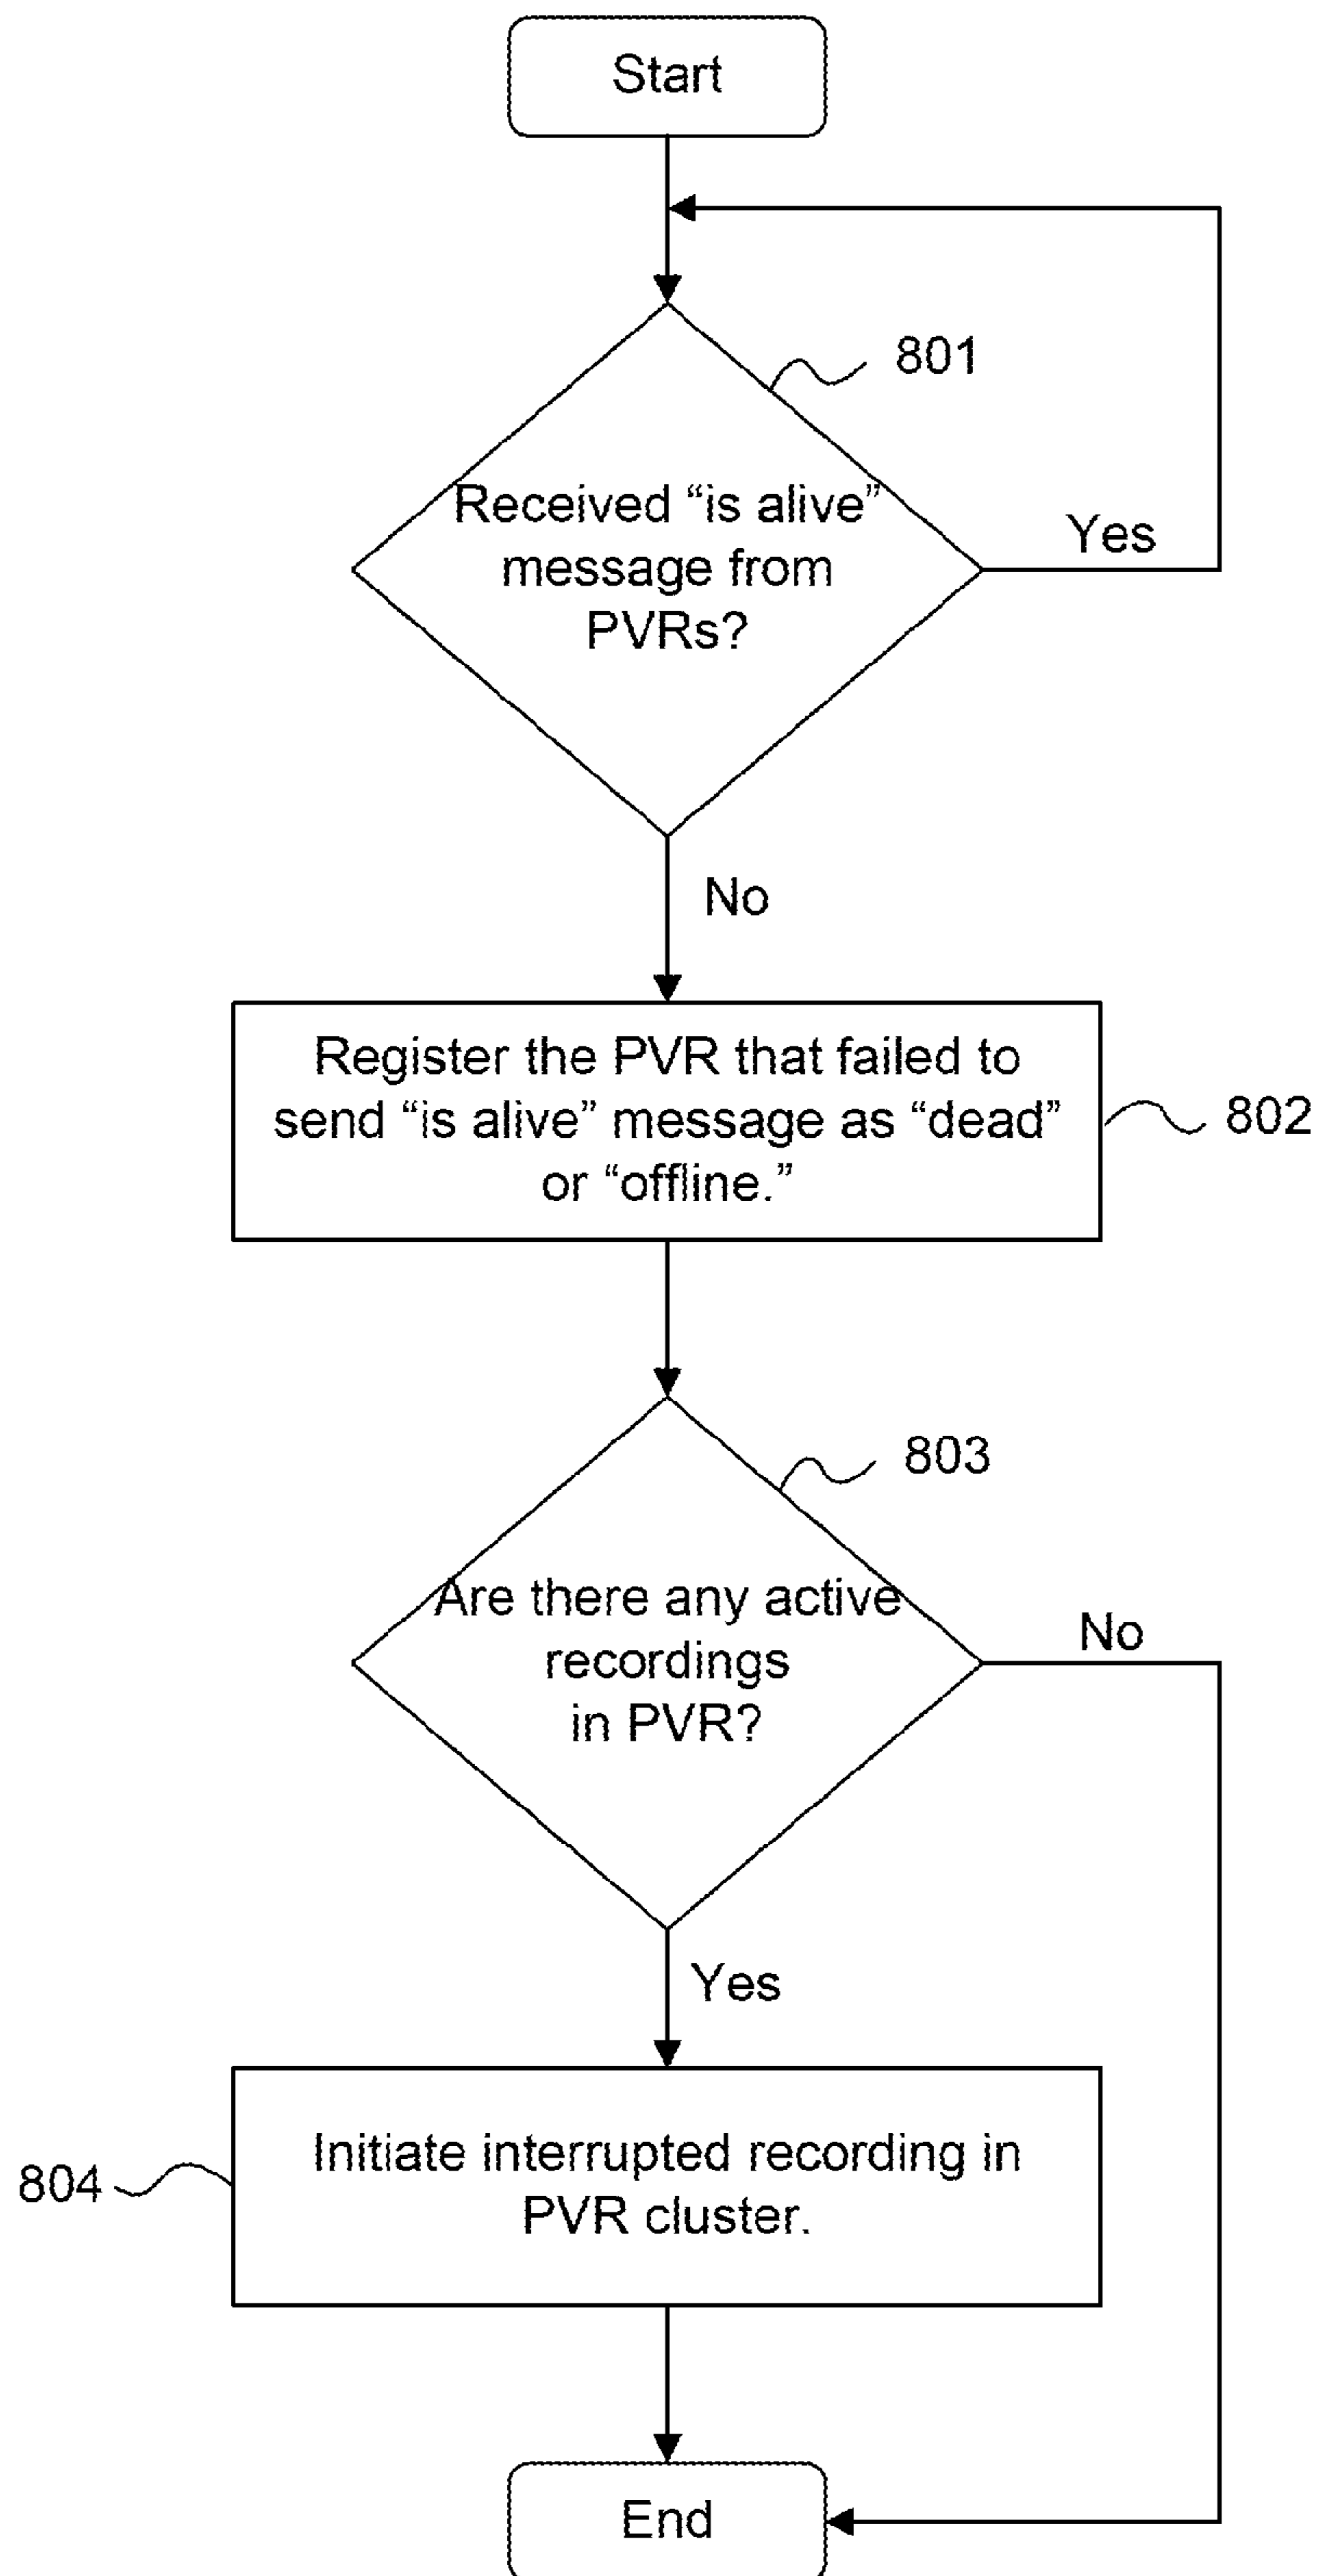 Start
801
Received “is alive”
message from
PVRs?
Yes
No
Register the PVR that failed to
send “is alive” message as “dead”
or “offline.”
802
803
Are there any active
recordings
in PVR?
No
Yes
Initiate interrupted recording in
PVR cluster.
804
End